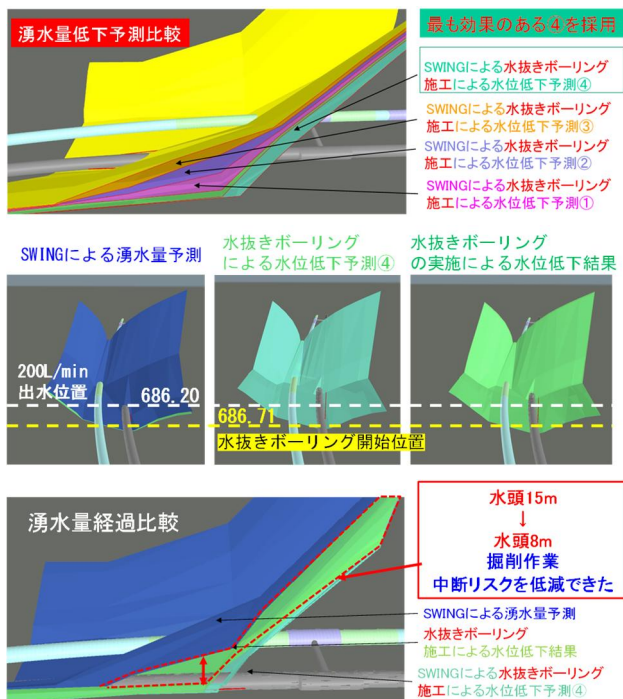 湧水量低下予測比較
最も効果のある④を採用
SWINGによる水抜きボーリング
施工による水位低下予測④
SWINGによる水抜きボーリング
施工による水位低下予測③
SWINGによる水抜きボーリング
施工による水位低下予測②
SWINGによる水抜きボーリング
施工による水位低下予測①
SWINGによる湧水量予測
水抜きボーリング
による水位低下予測④
水抜きボーリング
の実施による水位低下結果
200L/min
出水位置
686.20
686.71
水抜きボーリング開始位置
湧水量経過比較
水頭15m
↓
水頭8m
掘削作業
中断リスクを低減できた
SWINGによる湧水量予測
水抜きボーリング
施工による水位低下結果
SWINGによる水抜きボーリング
施工による水位低下予測④